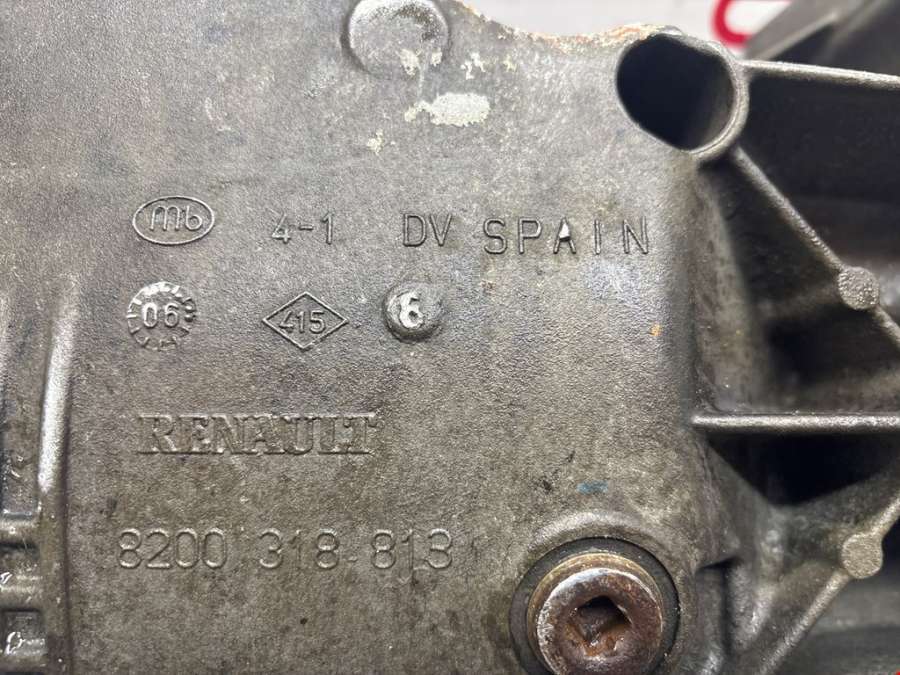 mb 4-1 DV SPAIN
06 415 6
RENAULT
8200 318 813